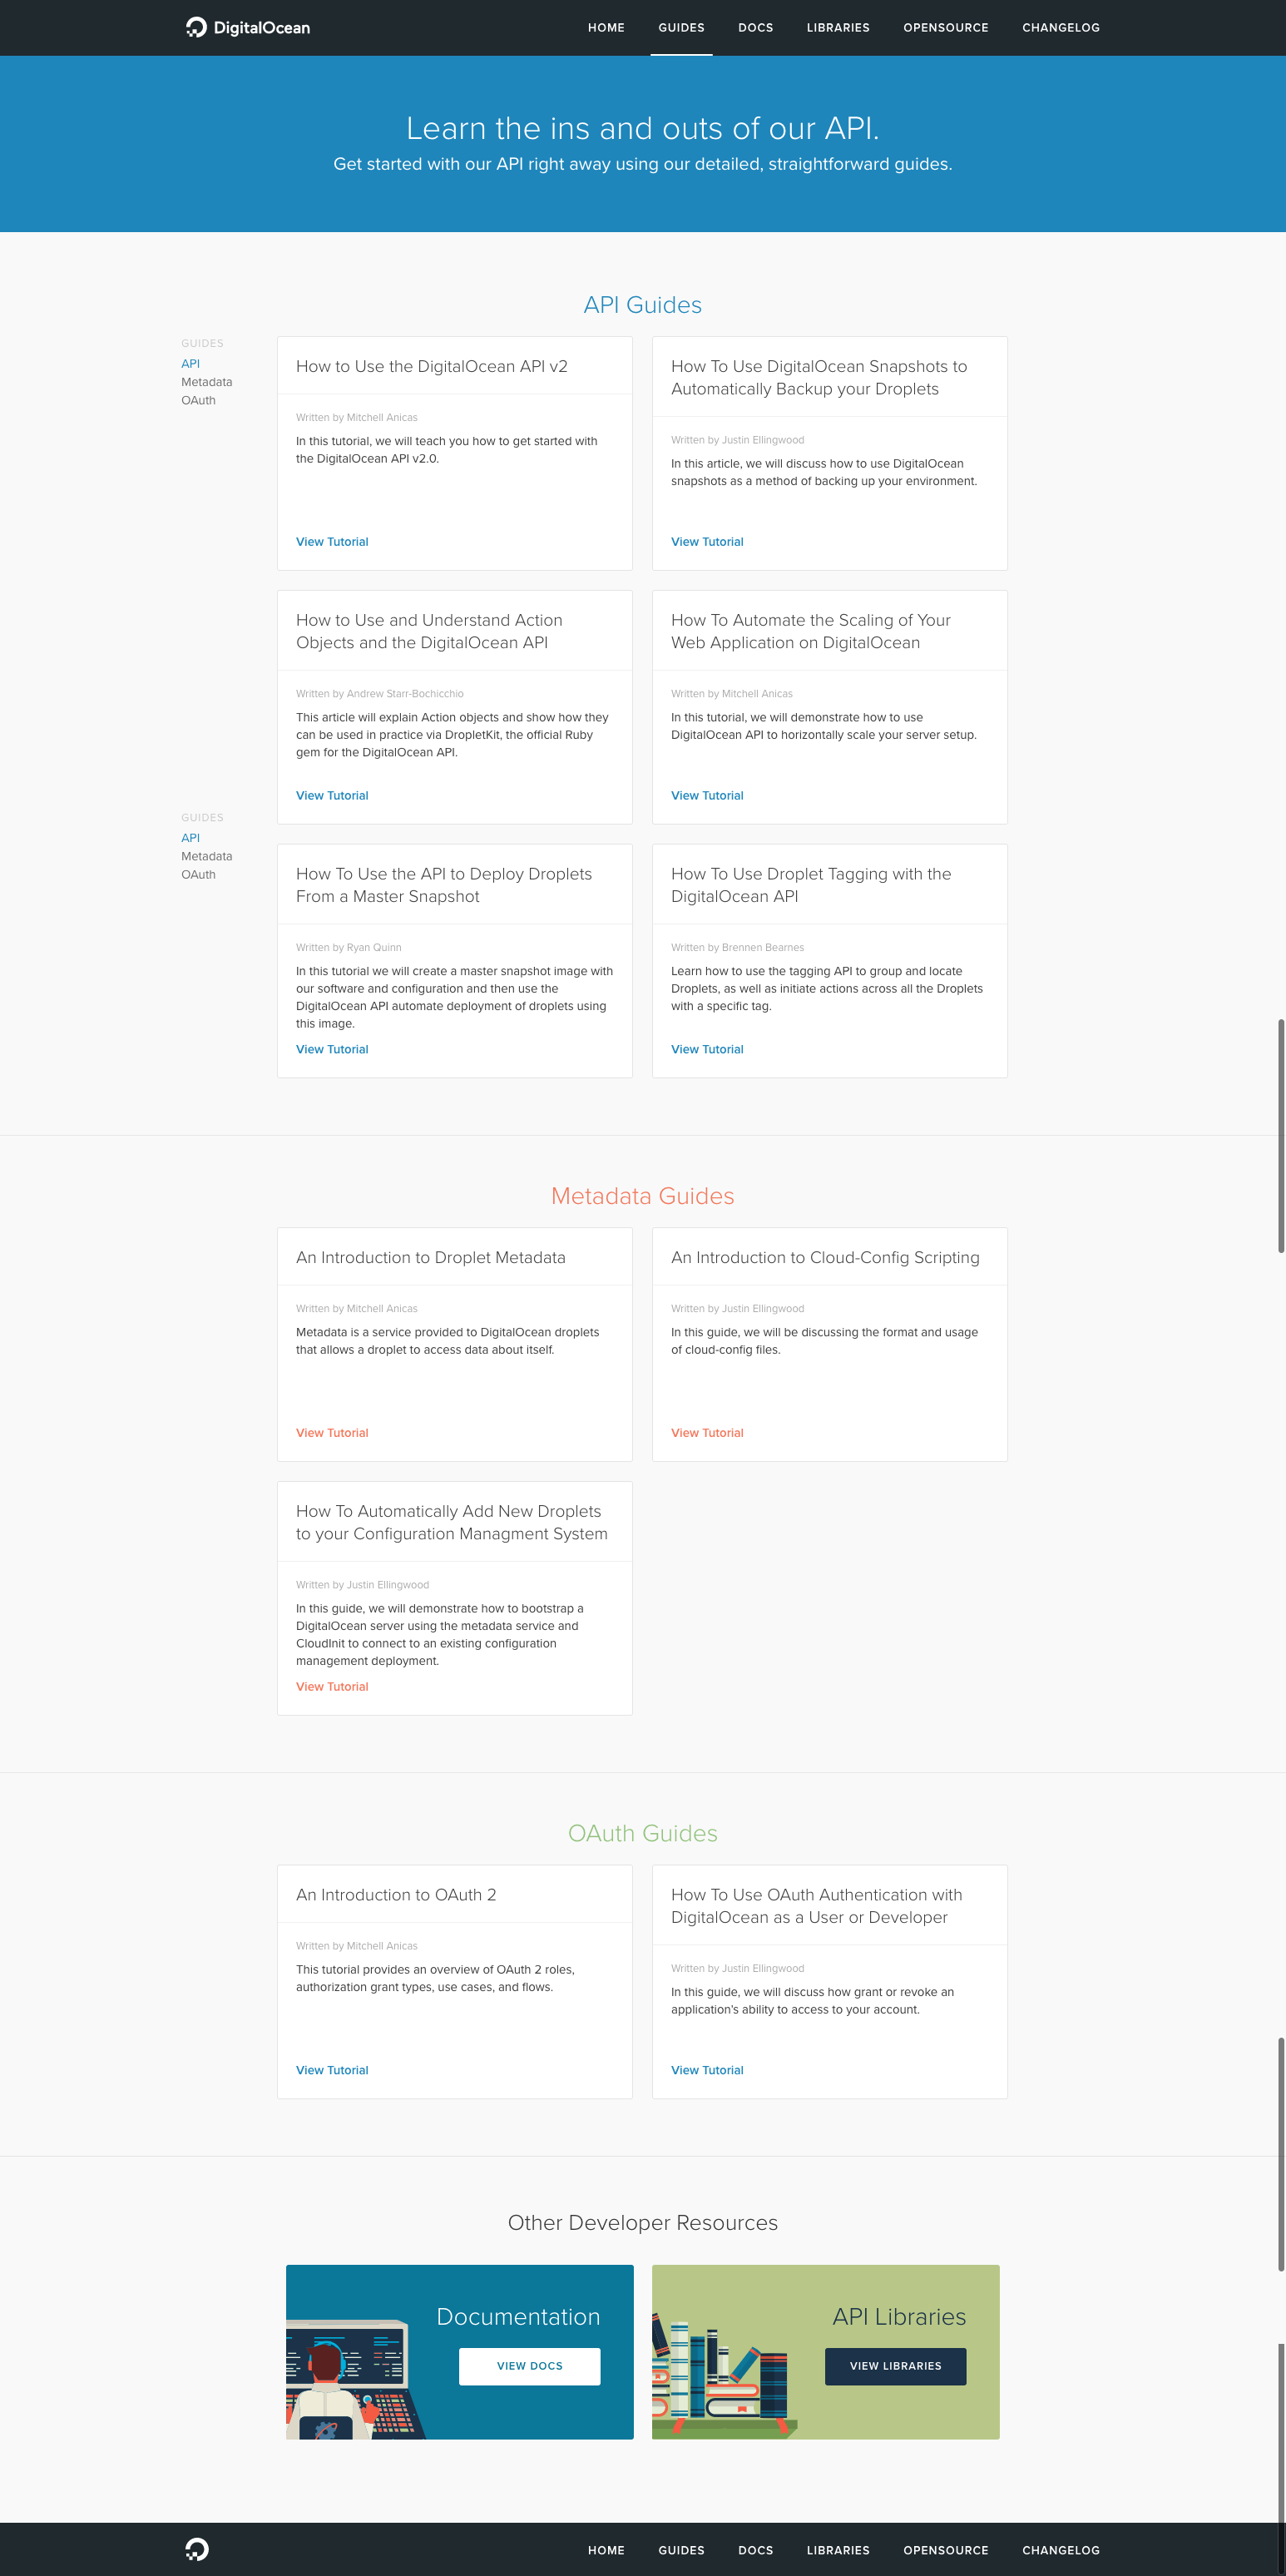 DigitalOcean
HOME GUIDES DOCS LIBRARIES OPENSOURCE CHANGELOG
Learn the ins and outs of our API.
Get started with our API right away using our detailed, straightforward guides.
API Guides
GUIDES
API
Metadata
OAuth
How to Use the DigitalOcean API v2
Written by Mitchell Anicas
In this tutorial, we will teach you how to get started with
the DigitalOcean API v2.0.
View Tutorial
How To Use DigitalOcean Snapshots to
Automatically Backup your Droplets
Written by Justin Ellingwood
In this article, we will discuss how to use DigitalOcean
snapshots as a method of backing up your environment.
View Tutorial
How to Use and Understand Action
Objects and the DigitalOcean API
Written by Andrew Starr-Bochicchio
This article will explain Action objects and show how they
can be used in practice via DropletKit, the official Ruby
gem for the DigitalOcean API.
View Tutorial
How To Automate the Scaling of Your
Web Application on DigitalOcean
Written by Mitchell Anicas
In this tutorial, we will demonstrate how to use
DigitalOcean API to horizontally scale your server setup.
View Tutorial
GUIDES
API
Metadata
OAuth
How To Use the API to Deploy Droplets
From a Master Snapshot
Written by Ryan Quinn
In this tutorial we will create a master snapshot image with
our software and configuration and then use the
DigitalOcean API automate deployment of droplets using
this image.
View Tutorial
How To Use Droplet Tagging with the
DigitalOcean API
Written by Brennen Bearnes
Learn how to use the tagging API to group and locate
Droplets, as well as initiate actions across all the Droplets
with a specific tag.
View Tutorial
Metadata Guides
An Introduction to Droplet Metadata
Written by Mitchell Anicas
Metadata is a service provided to DigitalOcean droplets
that allows a droplet to access data about itself.
View Tutorial
An Introduction to Cloud-Config Scripting
Written by Justin Ellingwood
In this guide, we will be discussing the format and usage
of cloud-config files.
View Tutorial
How To Automatically Add New Droplets
to your Configuration Managment System
Written by Justin Ellingwood
In this guide, we will demonstrate how to bootstrap a
DigitalOcean server using the metadata service and
CloudInit to connect to an existing configuration
management deployment.
View Tutorial
OAuth Guides
An Introduction to OAuth 2
Written by Mitchell Anicas
This tutorial provides an overview of OAuth 2 roles,
authorization grant types, use cases, and flows.
View Tutorial
How To Use OAuth Authentication with
DigitalOcean as a User or Developer
Written by Justin Ellingwood
In this guide, we will discuss how grant or revoke an
application's ability to access to your account.
View Tutorial
Other Developer Resources
Documentation
VIEW DOCS
API Libraries
VIEW LIBRARIES
HOME GUIDES DOCS LIBRARIES OPENSOURCE CHANGELOG